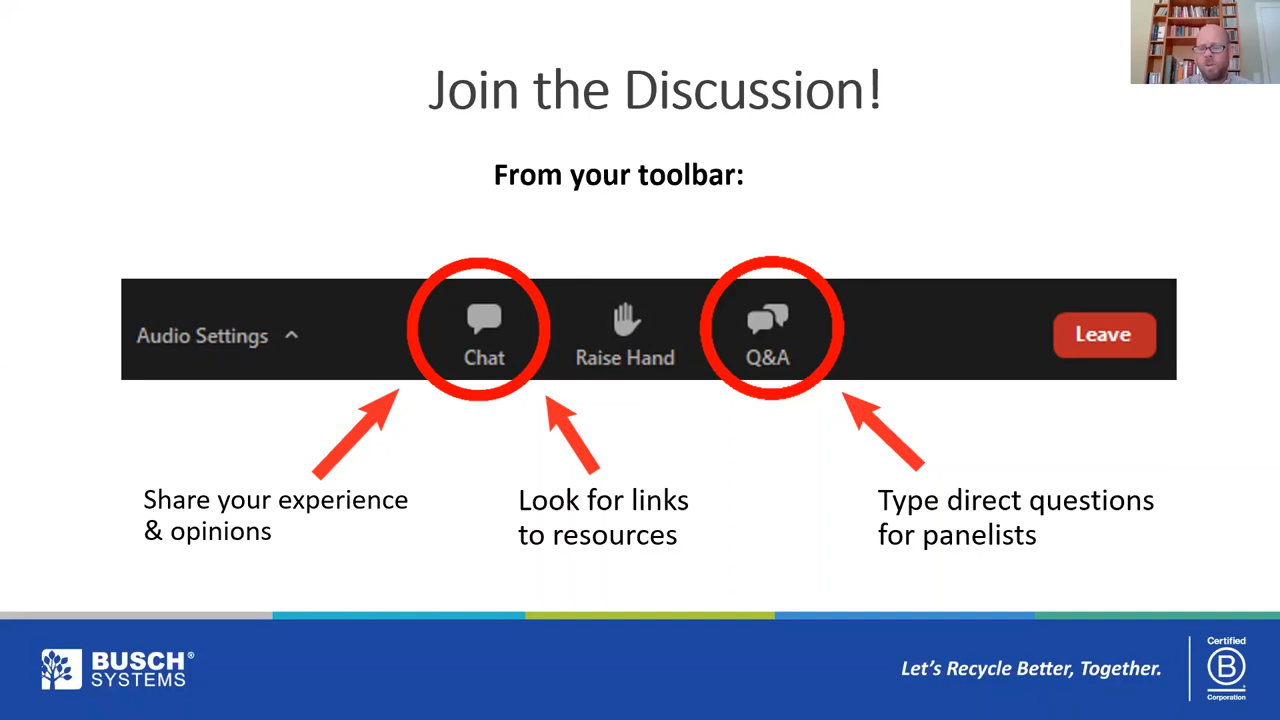 Join the Discussion!
From your toolbar:
Audio Settings
Chat
Raise Hand
Q&A
Leave
Share your experience
& opinions
Look for links
to resources
Type direct questions
for panelists
BUSCH®
SYSTEMS
Let's Recycle Better, Together.
Certified
B
Corporation